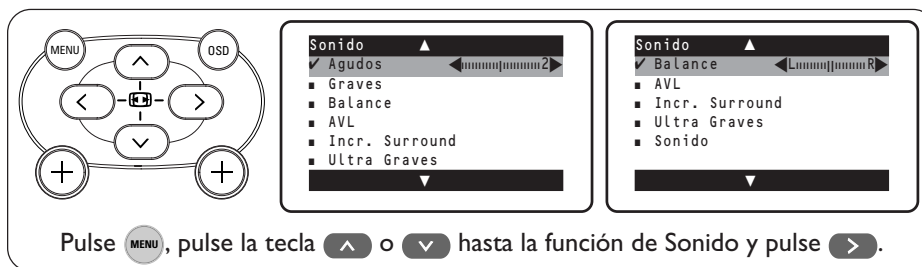 MENU
OSD
Sonido
✔ Agudos 2
▪ Graves
▪ Balance
▪ AVL
▪ Incr. Surround
▪ Ultra Graves
Sonido
✔ Balance L R
▪ AVL
▪ Incr. Surround
▪ Ultra Graves
▪ Sonido
Pulse MENU, pulse la tecla o hasta la función de Sonido y pulse .